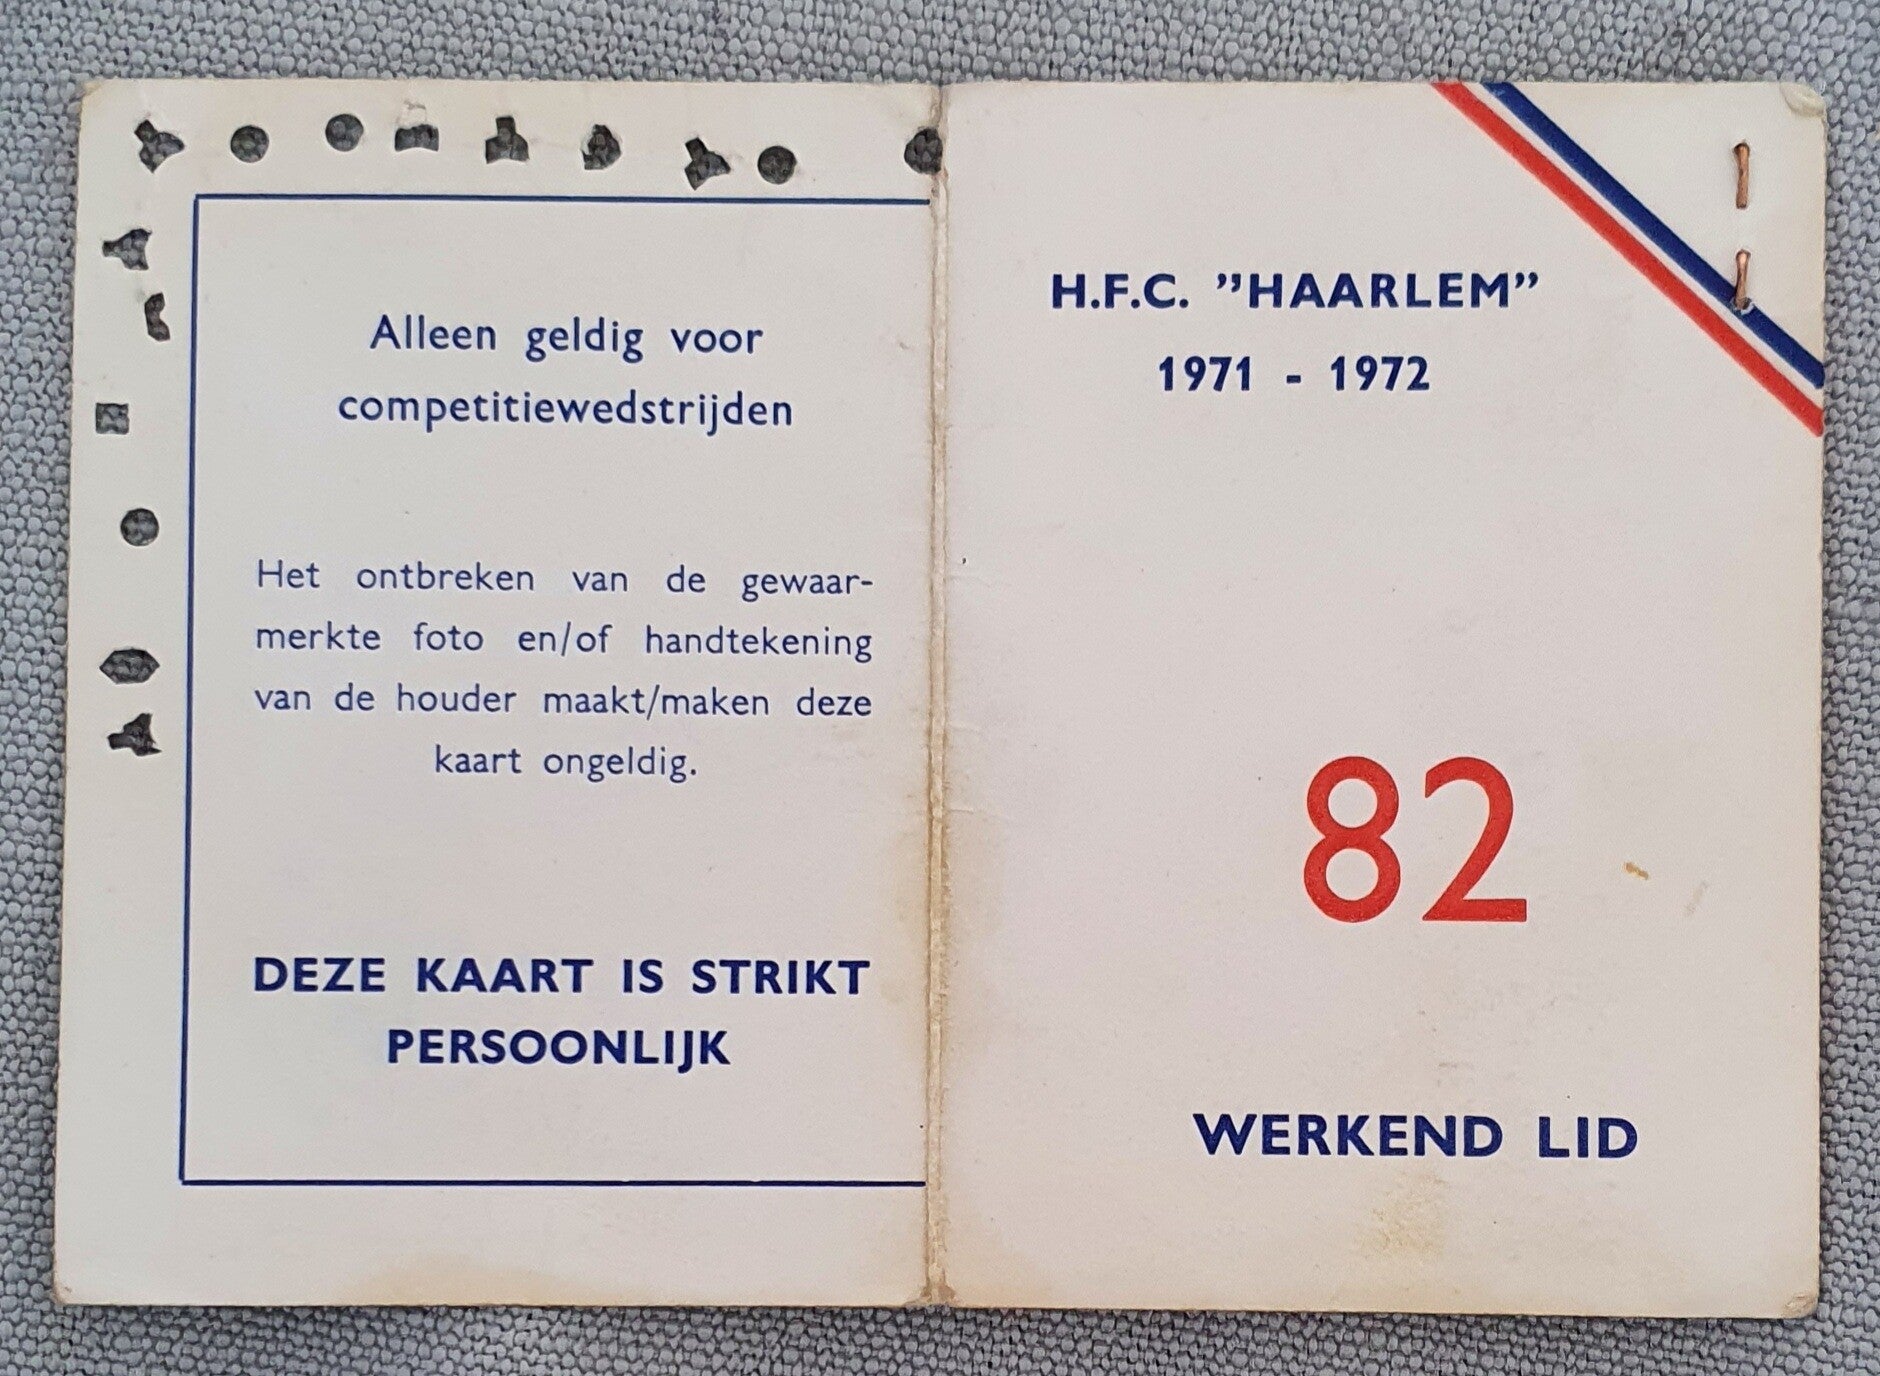 Alleen geldig voor
competitiewedstrijden
Het ontbreken van de gewaar-
merkte foto en/of handtekening
van de houder maakt/maken deze
kaart ongeldig.
DEZE KAART IS STRIKT
PERSOONLIJK
H.F.C. ”HAARLEM”
1971 - 1972
82
WERKEND LID